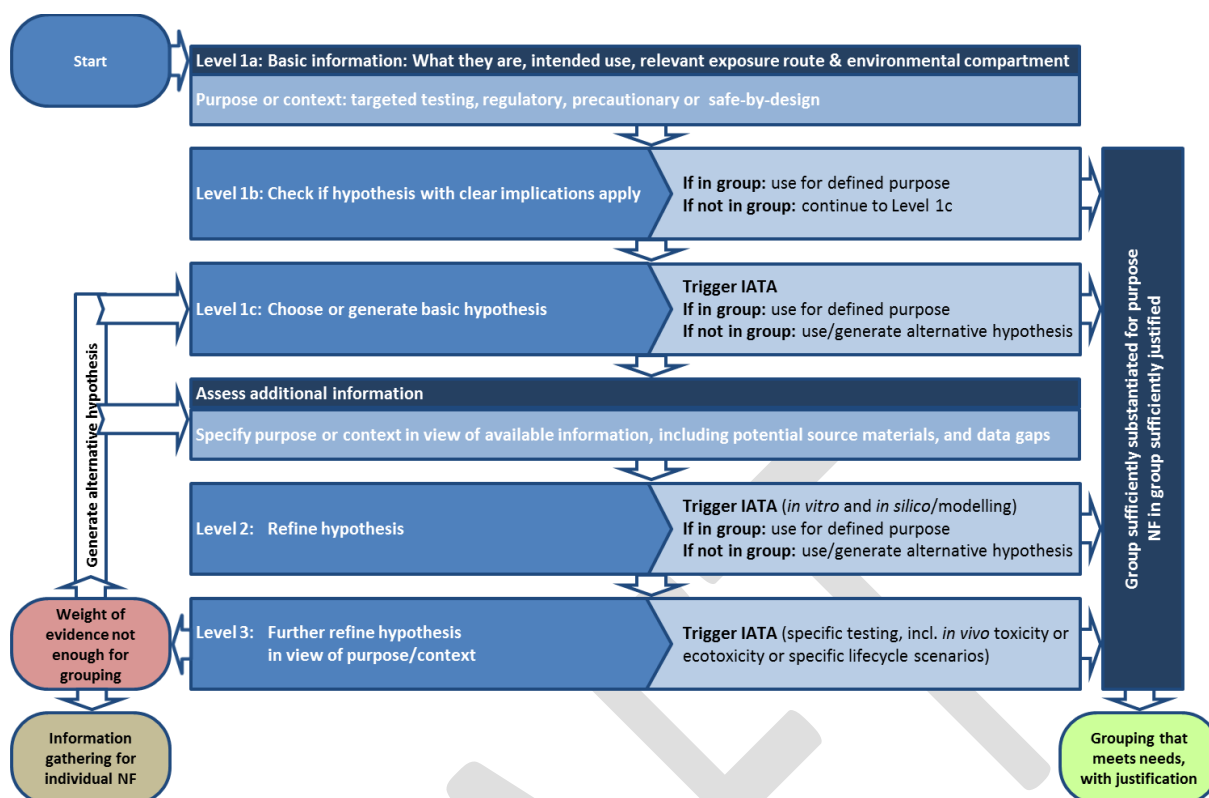 Start
Level 1a: Basic information: What they are, intended use, relevant exposure route & environmental compartment
Purpose or context: targeted testing, regulatory, precautionary or safe-by-design
Level 1b: Check if hypothesis with clear implications apply
If in group: use for defined purpose
If not in group: continue to Level 1c
Level 1c: Choose or generate basic hypothesis
Trigger IATA
If in group: use for defined purpose
If not in group: use/generate alternative hypothesis
Assess additional information
Specify purpose or context in view of available information, including potential source materials, and data gaps
Level 2: Refine hypothesis
Trigger IATA (in vitro and in silico/modelling)
If in group: use for defined purpose
If not in group: use/generate alternative hypothesis
Level 3: Further refine hypothesis
in view of purpose/context
Trigger IATA (specific testing, incl. in vivo toxicity or
ecotoxicity or specific lifecycle scenarios)
Generate alternative hypothesis
Weight of
evidence not
enough for
grouping
Information
gathering for
individual NF
Group sufficiently substantiated for purpose
NF in group sufficiently justified
Grouping that
meets needs,
with justification